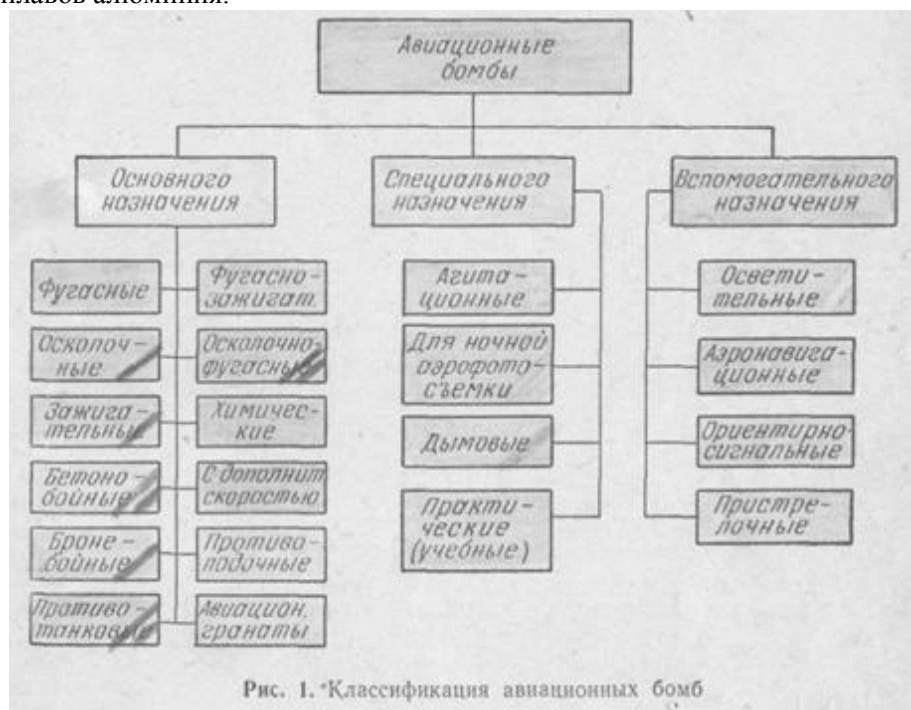 сплавов алюминия.
Авиационные
бомбы
Основного
назначения
Специального
назначения
Вспомогательного
назначения
Фугасные
Фугасно-
зажигат.
Осколоч-
ные
Осколочно-
фугасные
Зажига-
тельные
Химичес-
кие
Бетоно-
бойные
С дополнит
скоростью
Броне-
бойные
Противо-
лодочные
Противо-
танковые
Авиацион.
гранаты
Агита-
ционные
Для ночной
аэрофото-
съемки
Дымовые
Практи-
ческие
(учебные)
Освети-
тельные
Аэронавига-
ционные
Ориентирно-
сигнальные
Пристре-
лочные
Рис. 1. Классификация авиационных бомб